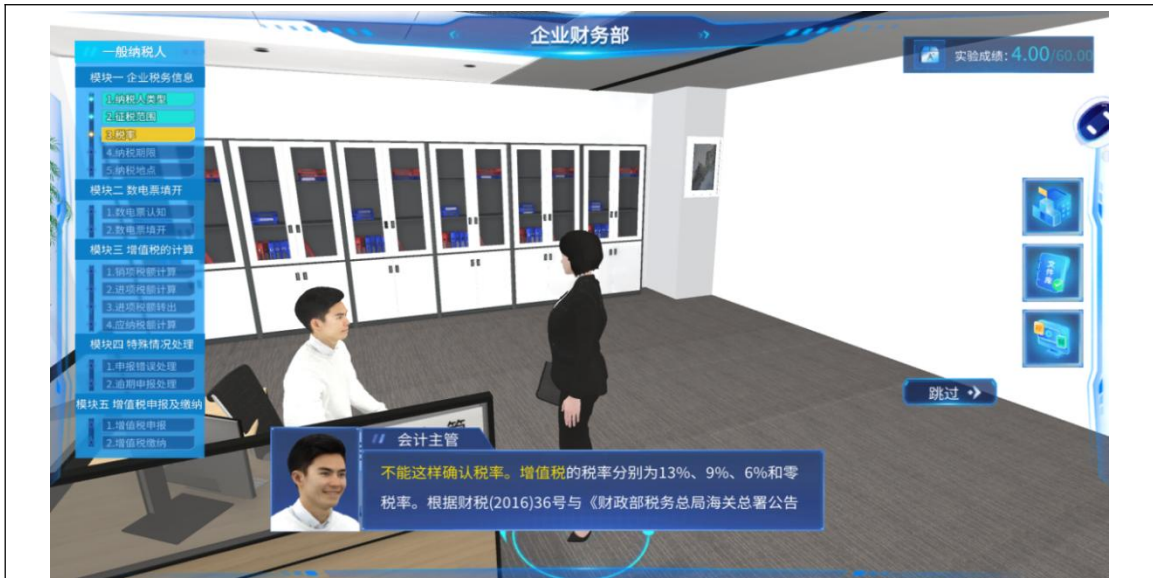 企业财务部
一般纳税人
实验成绩: 4.00/60.00
模块一 企业税务信息
1.纳税人类型
2.征税范围
3.税率
4.纳税期限
5.纳税地点
模块二 数电票填开
1.数电票认知
2.数电票填开
模块三 增值税的计算
1.销项税额计算
2.进项税额计算
3.进项税额转出
4.应纳税额计算
模块四 特殊情况处理
1.申报错误处理
2.逾期申报处理
模块五 增值税申报及缴纳
1.增值税申报
2.增值税缴纳
文件库
跳过
会计主管
不能这样确认税率。增值税的税率分别为13%、9%、6%和零
税率。根据财税(2016)36号与《财政部税务总局海关总署公告